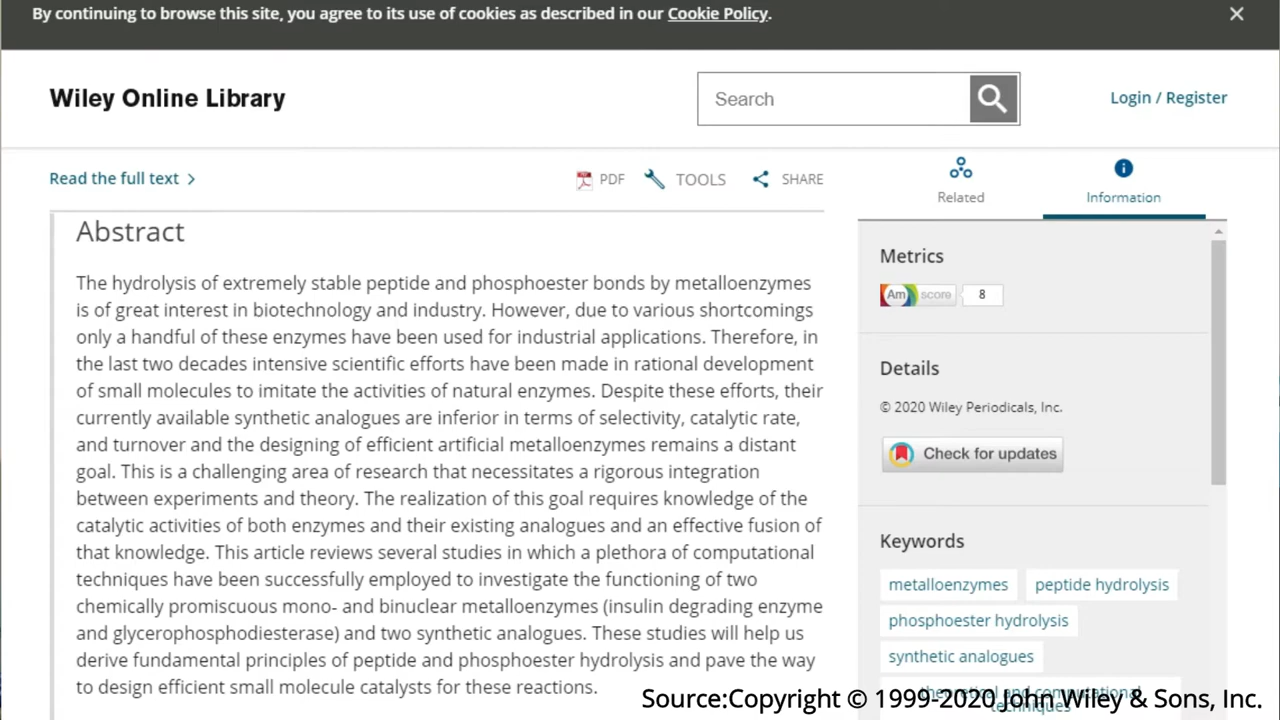 By continuing to browse this site, you agree to its use of cookies as described in our Cookie Policy.
Wiley Online Library
Search
Login / Register
Read the full text
PDF
TOOLS
SHARE
Related
Information
Abstract
The hydrolysis of extremely stable peptide and phosphoester bonds by metalloenzymes
is of great interest in biotechnology and industry. However, due to various shortcomings
only a handful of these enzymes have been used for industrial applications. Therefore, in
the last two decades intensive scientific efforts have been made in rational development
of small molecules to imitate the activities of natural enzymes. Despite these efforts, their
currently available synthetic analogues are inferior in terms of selectivity, catalytic rate,
and turnover and the designing of efficient artificial metalloenzymes remains a distant
goal. This is a challenging area of research that necessitates a rigorous integration
between experiments and theory. The realization of this goal requires knowledge of the
catalytic activities of both enzymes and their existing analogues and an effective fusion of
that knowledge. This article reviews several studies in which a plethora of computational
techniques have been successfully employed to investigate the functioning of two
chemically promiscuous mono- and binuclear metalloenzymes (insulin degrading enzyme
and glycerophosphodiesterase) and two synthetic analogues. These studies will help us
derive fundamental principles of peptide and phosphoester hydrolysis and pave the way
to design efficient small molecule catalysts for these reactions.
Metrics
Am score 8
Details
© 2020 Wiley Periodicals, Inc.
Check for updates
Keywords
metalloenzymes
peptide hydrolysis
phosphoester hydrolysis
synthetic analogues
theoretical and computational
techniques
Source:Copyright © 1999-2020 John Wiley & Sons, Inc.